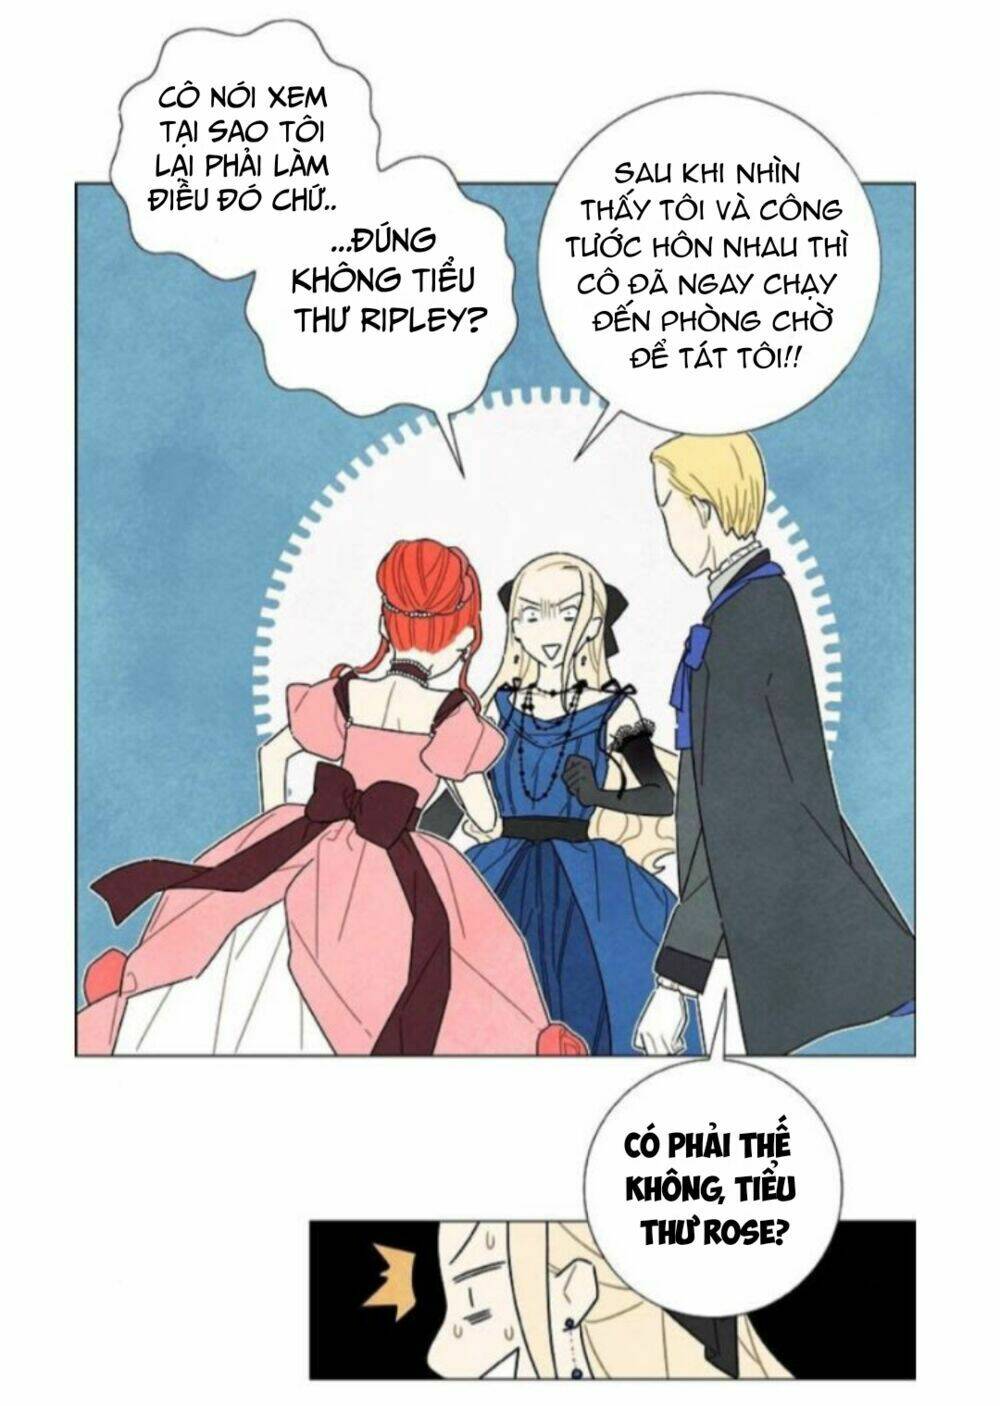 CÔ NÓI XEM
TẠI SAO TÔI
LẠI PHẢI LÀM
ĐIỀU ĐÓ CHỨ..
...ĐÚNG
KHÔNG TIỂU
THƯ RIPLEY?
SAU KHI NHÌN
THẤY TÔI VÀ CÔNG
TƯỚC HÔN NHAU THÌ
CÔ ĐÃ NGAY CHẠY
ĐẾN PHÒNG CHỜ
ĐỂ TÁT TÔI!!
CÓ PHẢI THẾ
KHÔNG, TIỂU
THƯ ROSE?